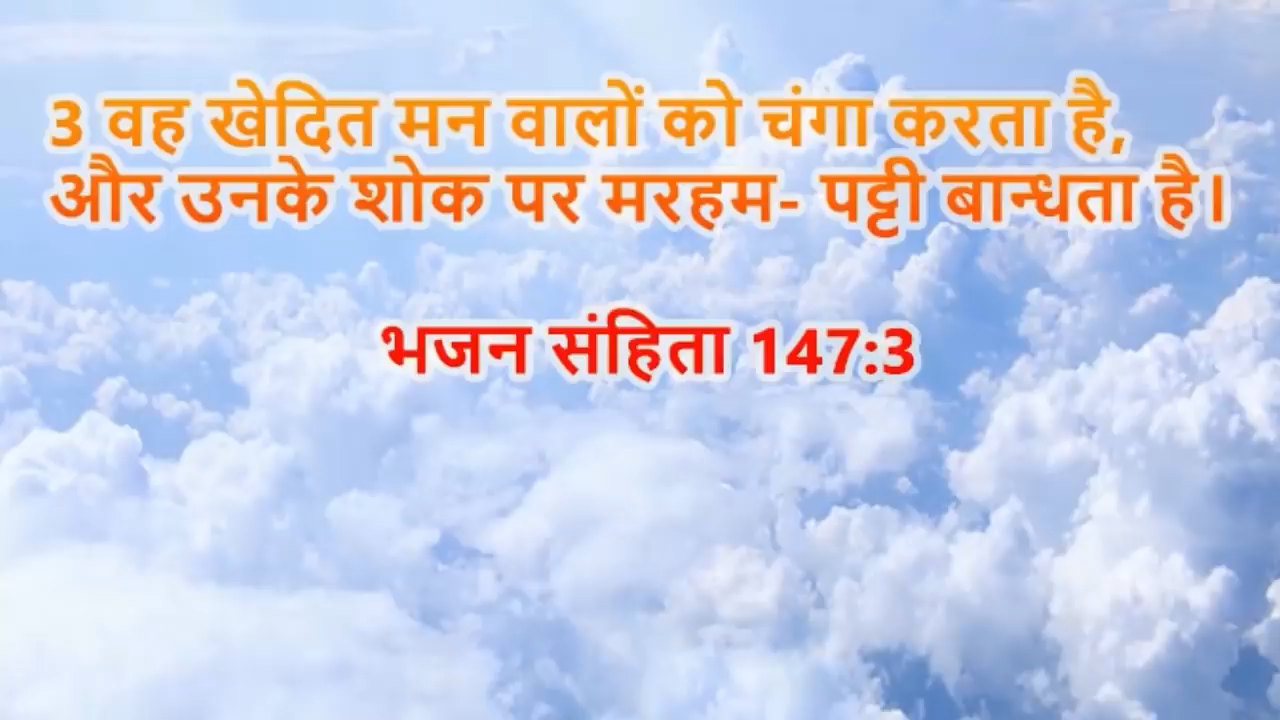 3 वह खेदित मन वालों को चंगा करता है,
और उनके शोक पर मरहम- पट्टी बान्धता है।
भजन संहिता 147:3